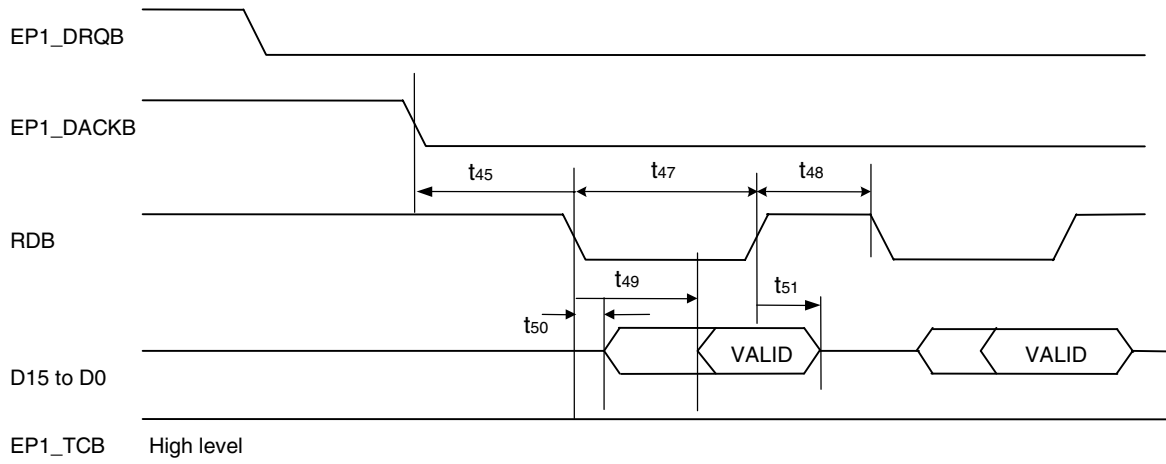 EP1_DRQB
EP1_DACKB
t45
t47
t48
RDB
t49
t51
t50
VALID
VALID
D15 to D0
EP1_TCB High level